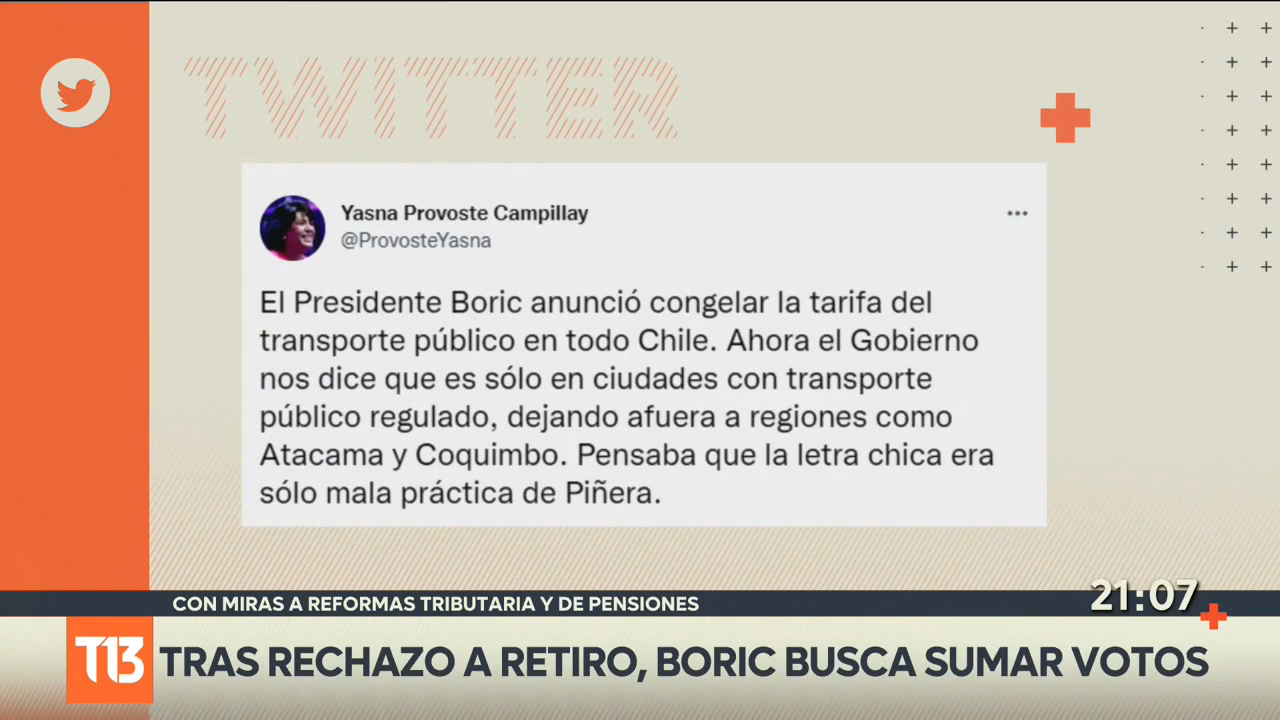 TWITTER
Yasna Provoste Campillay
@ProvosteYasna
El Presidente Boric anunció congelar la tarifa del
transporte público en todo Chile. Ahora el Gobierno
nos dice que es sólo en ciudades con transporte
público regulado, dejando afuera a regiones como
Atacama y Coquimbo. Pensaba que la letra chica era
sólo mala práctica de Piñera.
21:07
CON MIRAS A REFORMAS TRIBUTARIA Y DE PENSIONES
T13
TRAS RECHAZO A RETIRO, BORIC BUSCA SUMAR VOTOS